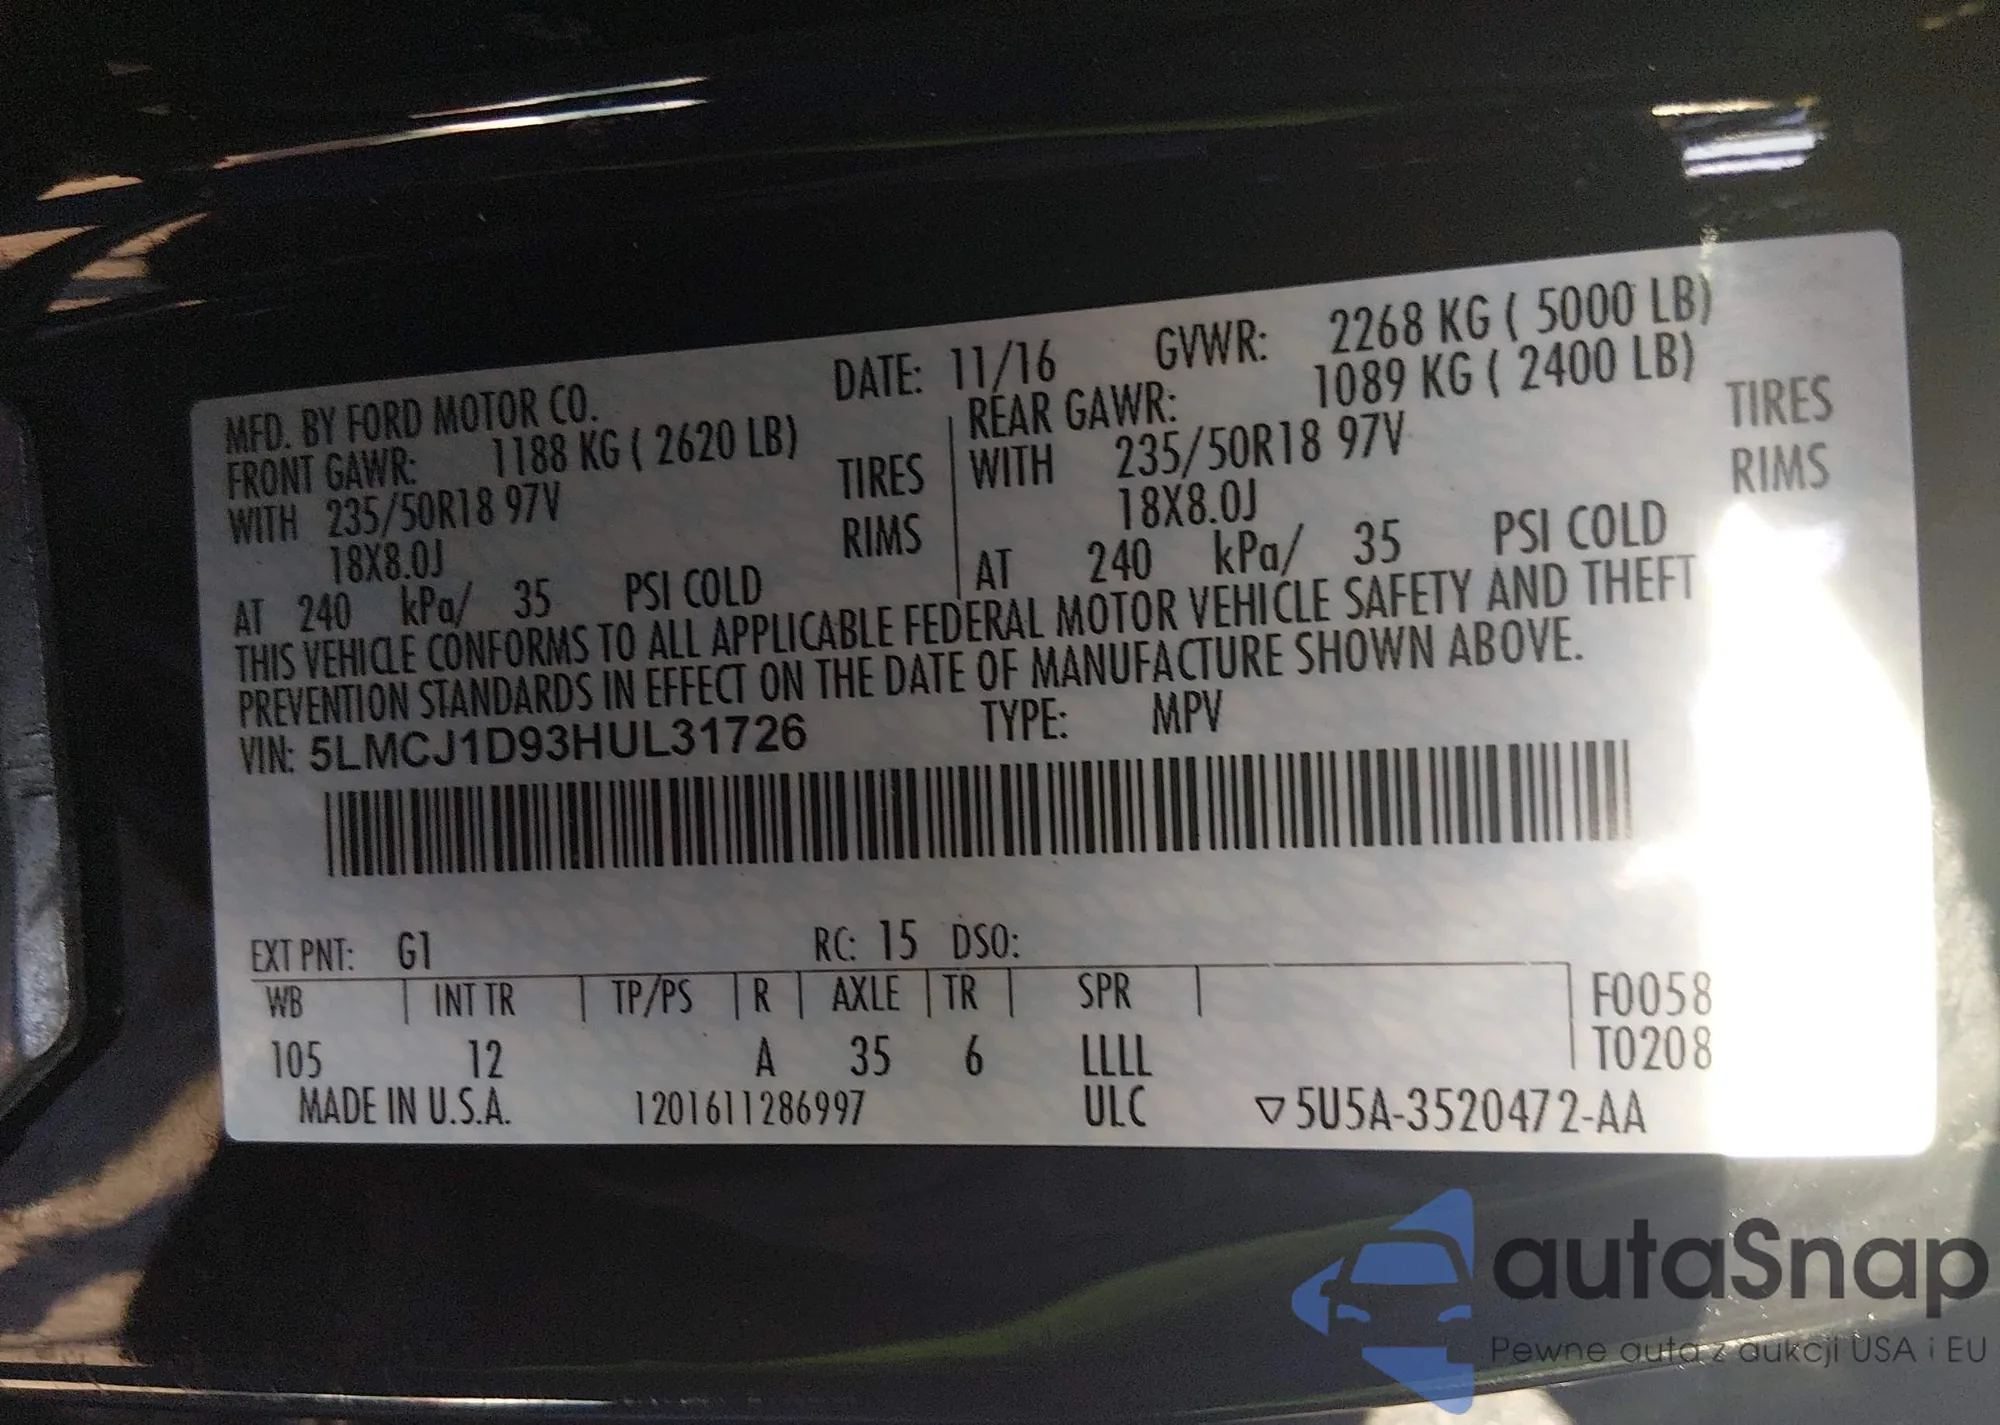 MFD. BY FORD MOTOR CO. DATE: 11/16 GVWR: 2268 KG ( 5000 LB)
FRONT GAWR: 1188 KG ( 2620 LB) REAR GAWR: 1089 KG ( 2400 LB)
WITH 235/50R18 97V TIRES WITH 235/50R18 97V TIRES
18X8.0J RIMS 18X8.0J RIMS
AT 240 kPa/ 35 PSI COLD AT 240 kPa/ 35 PSI COLD
THIS VEHICLE CONFORMS TO ALL APPLICABLE FEDERAL MOTOR VEHICLE SAFETY AND THEFT
PREVENTION STANDARDS IN EFFECT ON THE DATE OF MANUFACTURE SHOWN ABOVE.
VIN: 5LMCJ1D93HUL31726 TYPE: MPV
EXT PNT: G1 RC: 15 DSO:
WB INT TR TP/PS R AXLE TR SPR F0058
105 12 A 35 6 LLLL T0208
MADE IN U.S.A. 1201611286997 ULC ▽5U5A-3520472-AA
autaSnap
Pewne auta z aukcji USA i EU